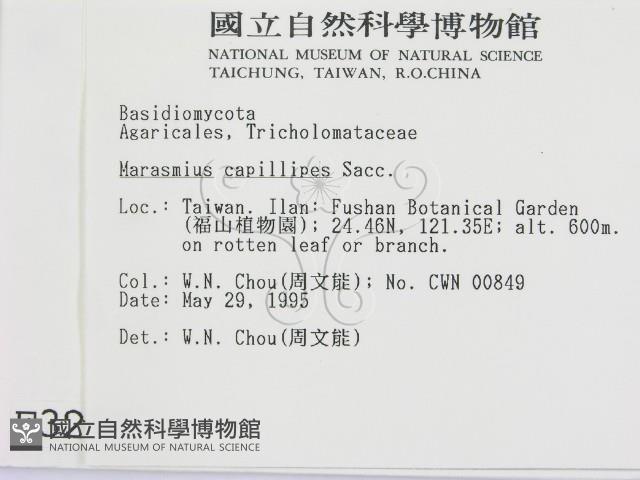 國立自然科學博物館
NATIONAL MUSEUM OF NATURAL SCIENCE
TAICHUNG, TAIWAN, R.O.CHINA
Basidiomycota
Agaricales, Tricholomataceae
Marasmius capillipes Sacc.
Loc.: Taiwan. Ilan: Fushan Botanical Garden
(福山植物園); 24.46N, 121.35E; alt. 600m.
on rotten leaf or branch.
Col.: W.N. Chou(周文能); No. CWN 00849
Date: May 29, 1995
Det.: W.N. Chou(周文能)
國立自然科學博物館
NATIONAL MUSEUM OF NATURAL SCIENCE